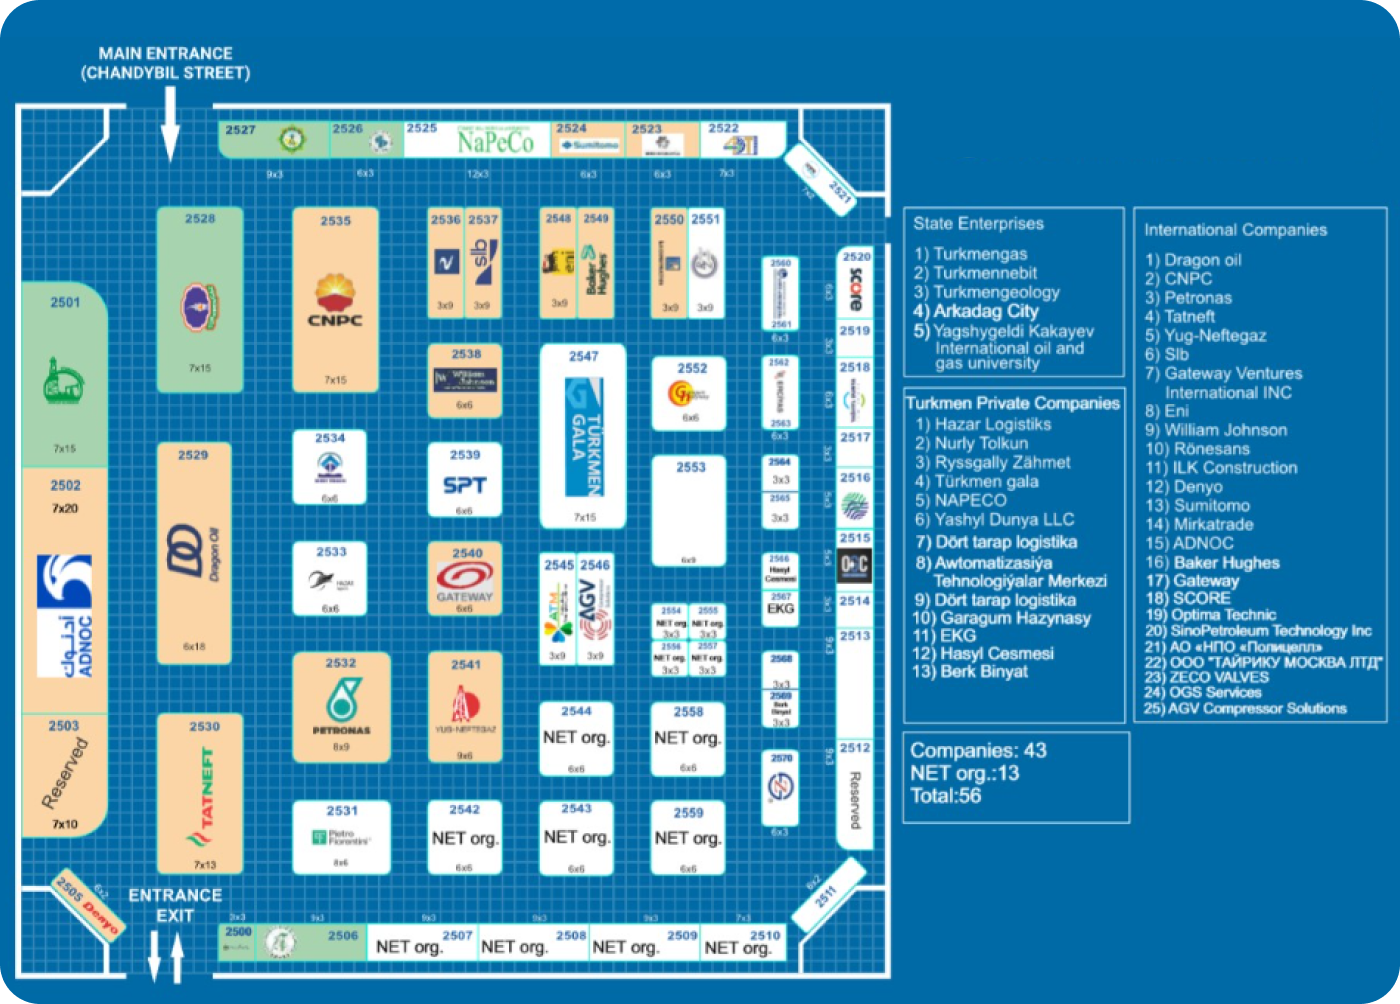 MAIN ENTRANCE
(CHANDYBIL STREET)
2527
2526
2525
NaPeCo
2524
Sumitomo
2523
2522
9x3
6x3
12x3
6x3
6x3
7x3
2521
7x2
2528
7x15
2535
CNPC
7x15
2536
3x9
2537
slb
3x9
2548
eni
3x9
2549
Baker
Hughes
2550
3x9
2551
3x9
2560
2561
6x3
2520
score
6x3
2519
3x3
2501
7x15
2538
William
Johnson
6x6
2547
TÜRKMEN
GALA
7x15
2552
6x6
2562
2563
6x3
2518
6x3
2517
3x3
2502
7x20
ADNOC
أدنوك
2529
Dragon Oil
6x18
2534
6x6
2539
SPT
6x6
2553
6x9
2564
3x3
2565
3x3
2516
5x3
2533
6x6
2540
GATEWAY
6x6
2545
ATM
3x9
2546
AGV
3x9
2566
Hasyl
Cesmesi
2567
EKG
2515
5x3
2514
3x3
2554
NET org.
3x3
2555
NET org.
3x3
2556
NET org.
3x3
2557
NET org.
3x3
2513
9x3
2532
PETRONAS
2541
YUG-NEFTEGAZ
9x6
2568
3x3
2569
Berk
Binyat
3x3
2503
Reserved
7x10
2530
TATNEFT
7x13
2544
NET org.
6x6
2558
NET org.
6x6
2570
6x3
2512
9x3
Reserved
2531
Pietro
Fiorentini
2542
NET org.
6x6
2543
NET org.
6x6
2559
NET org.
6x6
2505 Denyo
6x2
ENTRANCE
EXIT
2511
6x2
3x3
9x3
9x3
9x3
9x3
7x3
2500
2506
NET org. 2507
NET org. 2508
NET org. 2509
NET org. 2510
State Enterprises
1) Turkmengas
2) Turkmennebit
3) Turkmengeology
4) Arkadag City
5) Yagshygeldi Kakayev
International oil and
gas university
Turkmen Private Companies
1) Hazar Logistiks
2) Nurly Tolkun
3) Ryssgally Zähmet
4) Türkmen gala
5) NAPECO
6) Yashyl Dunya LLC
7) Dört tarap logistika
8) Awtomatizasiýa
Tehnologiýalar Merkezi
9) Dört tarap logistika
10) Garagum Hazynasy
11) EKG
12) Hasyl Cesmesi
13) Berk Binyat
International Companies
1) Dragon oil
2) CNPC
3) Petronas
4) Tatneft
5) Yug-Neftegaz
6) Slb
7) Gateway Ventures
International INC
8) Eni
9) William Johnson
10) Rönesans
11) ILK Construction
12) Denyo
13) Sumitomo
14) Mirkatrade
15) ADNOC
16) Baker Hughes
17) Gateway
18) SCORE
19) Optima Technic
20) SinoPetroleum Technology Inc
21) АО «НПО «Полицелл»
22) ООО "ТАЙРИКУ МОСКВА ЛТД"
23) ZECO VALVES
24) OGS Services
25) AGV Compressor Solutions
Companies: 43
NET org.:13
Total:56